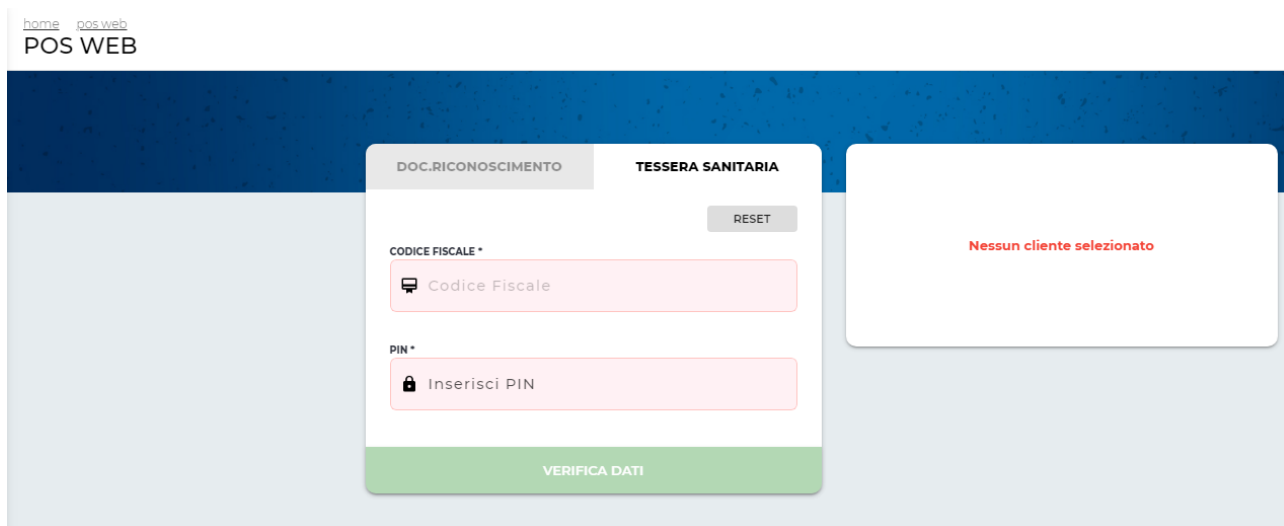 home pos web
POS WEB
DOC.RICONOSCIMENTO TESSERA SANITARIA
RESET
CODICE FISCALE *
Codice Fiscale
PIN *
Inserisci PIN
VERIFICA DATI
Nessun cliente selezionato